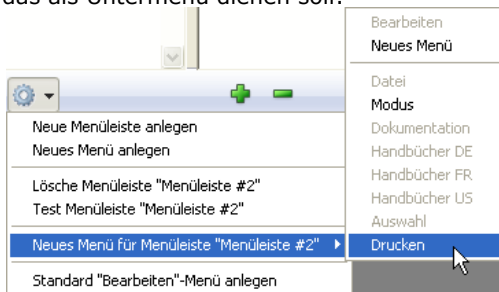 das als Untermenü dienen soll.
Bearbeiten
Neues Menü
Datei
Modus
Dokumentation
Handbücher DE
Handbücher FR
Handbücher US
Auswahl
Drucken
Neue Menüleiste anlegen
Neues Menü anlegen
Lösche Menüleiste "Menüleiste #2"
Test Menüleiste "Menüleiste #2"
Neues Menü für Menüleiste "Menüleiste #2"
Standard "Bearbeiten"-Menü anlegen